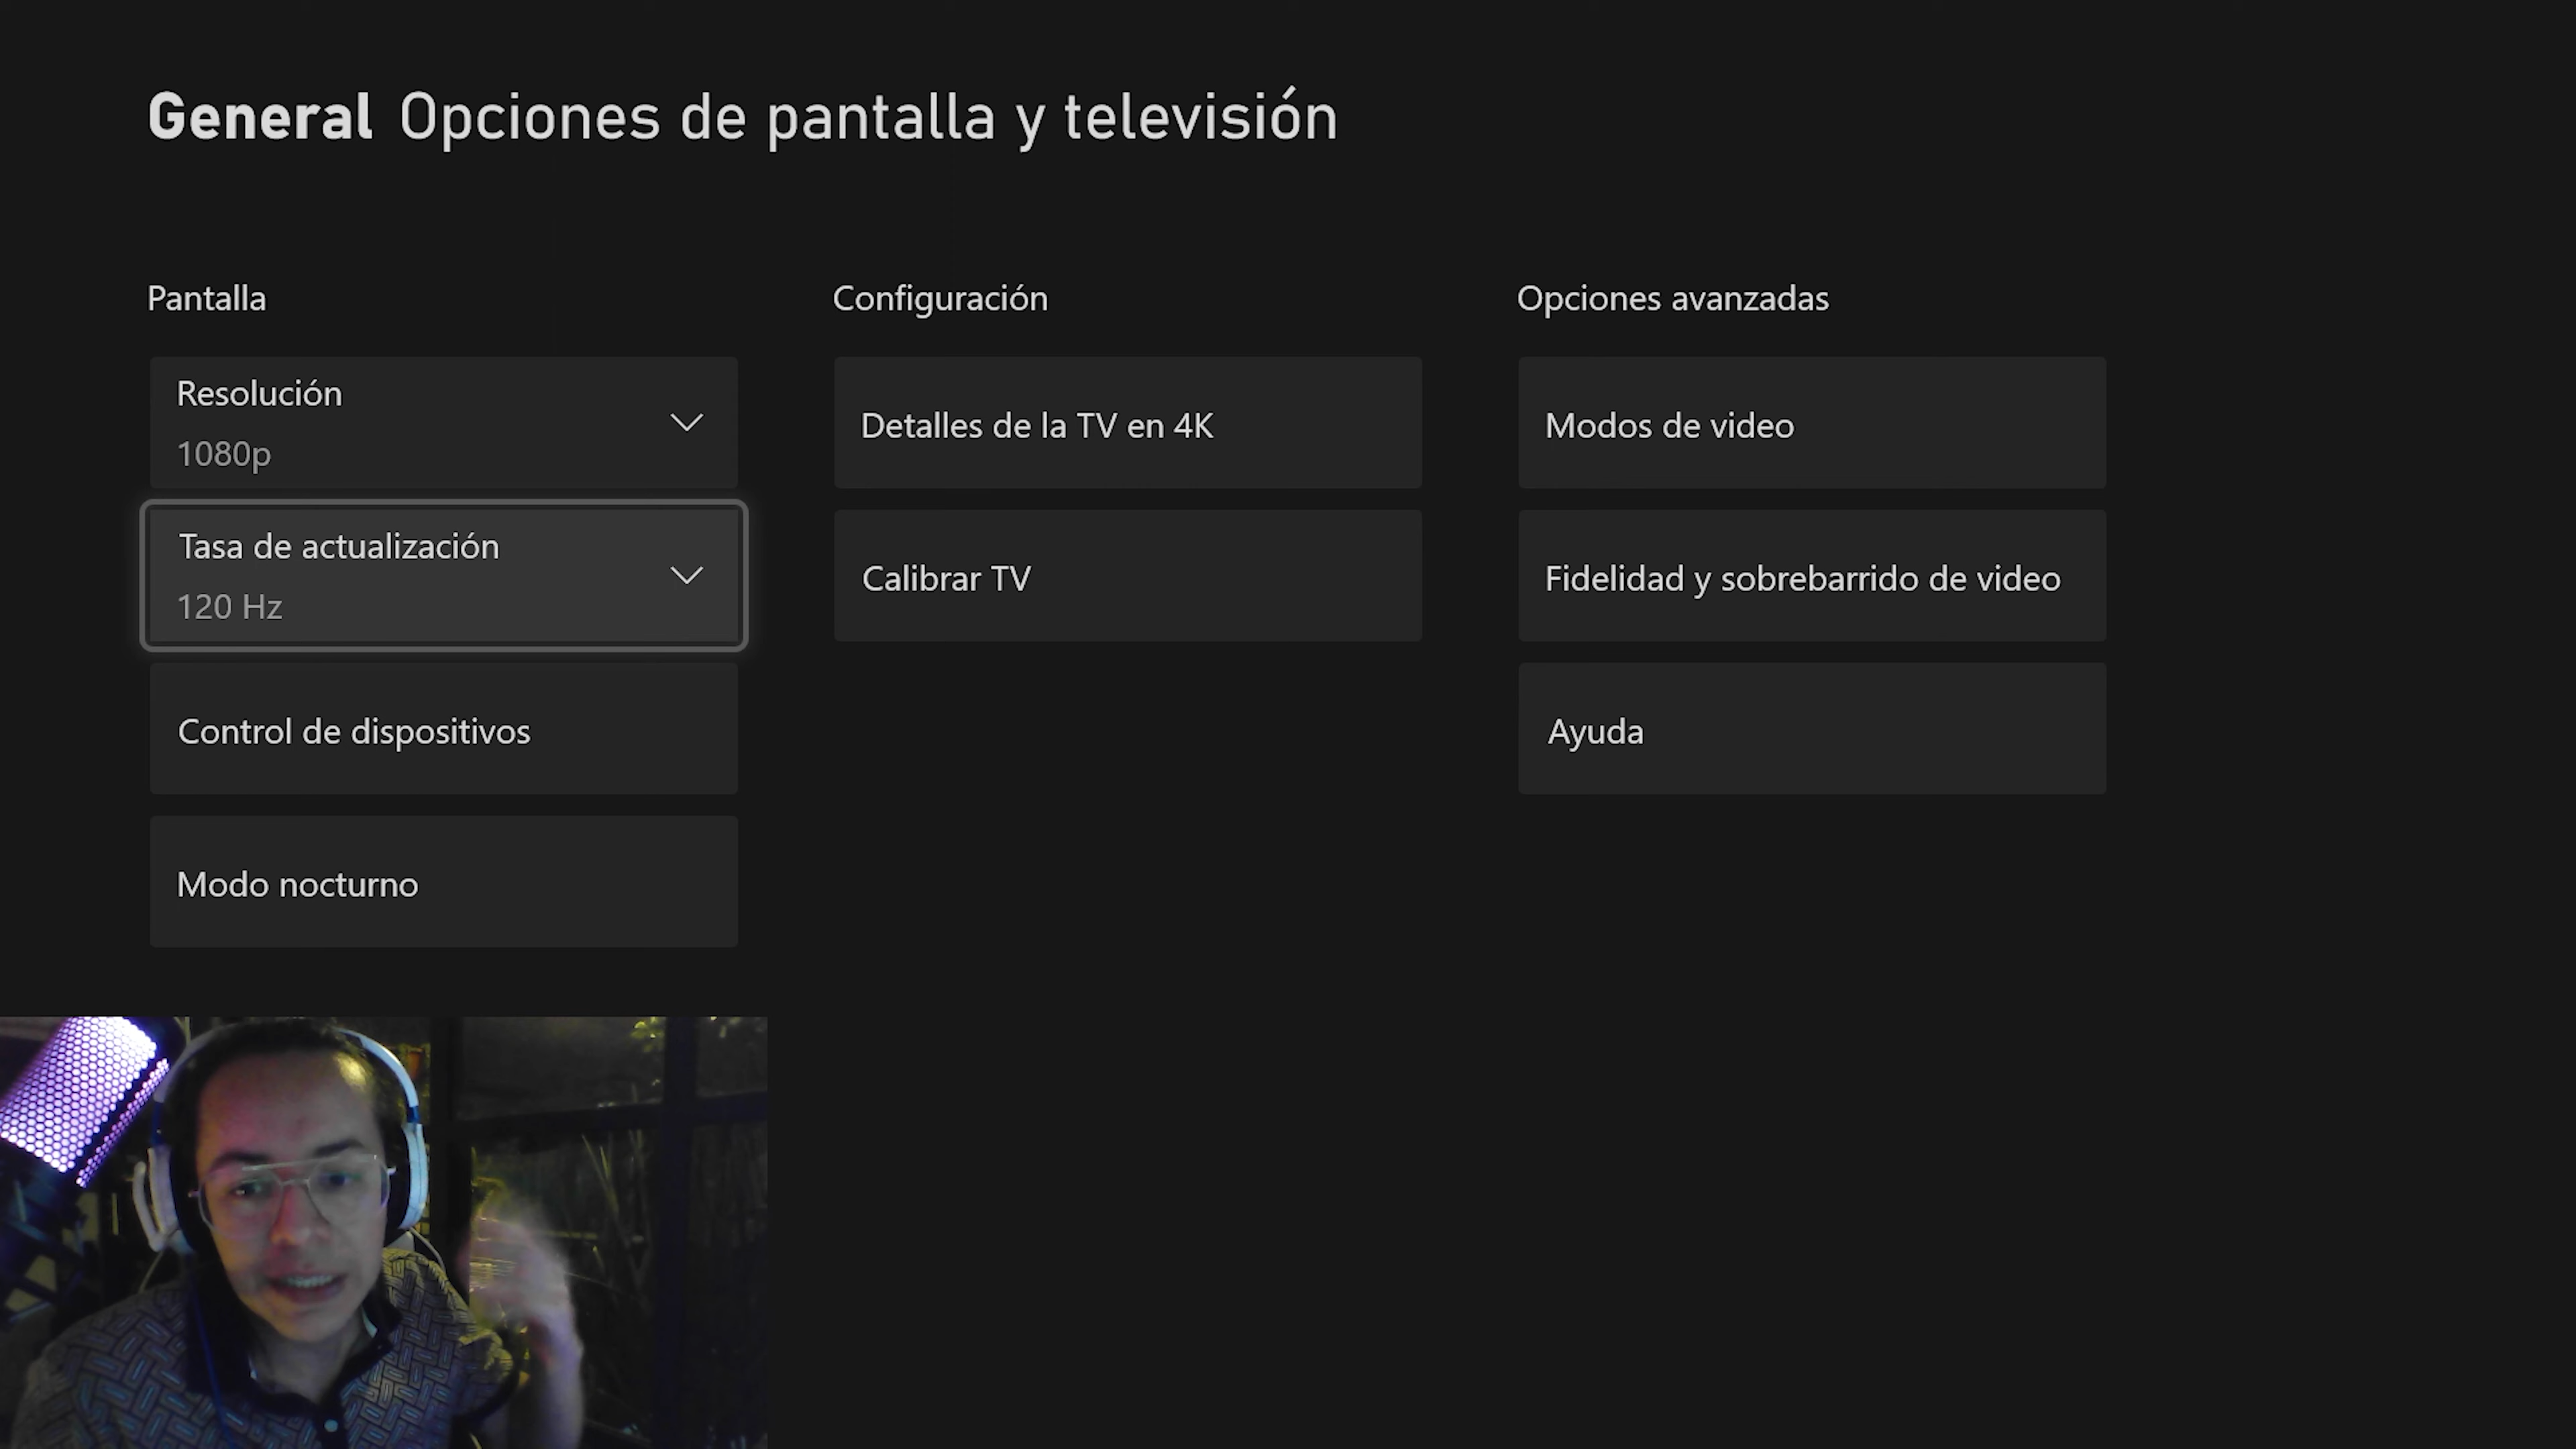 General Opciones de pantalla y televisión
Pantalla
Resolución
1080p
Tasa de actualización
120 Hz
Control de dispositivos
Modo nocturno
Configuración
Detalles de la TV en 4K
Calibrar TV
Opciones avanzadas
Modos de video
Fidelidad y sobrebarrido de video
Ayuda